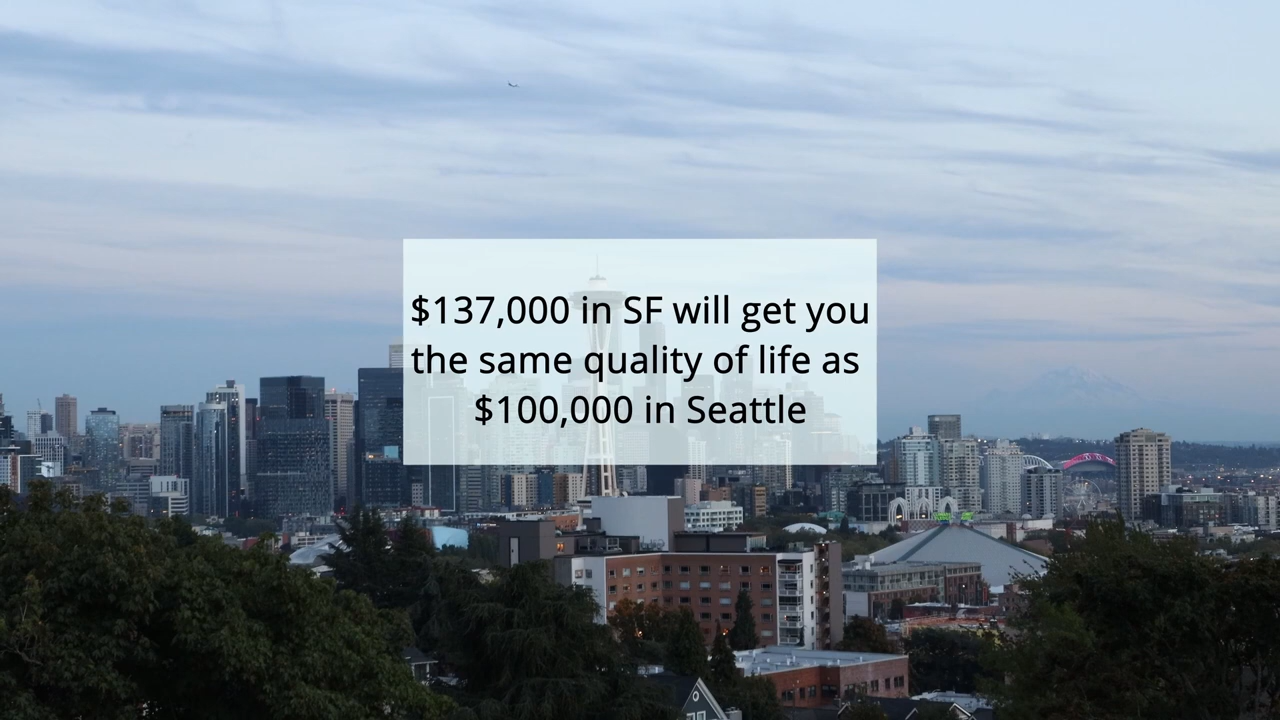 $137,000 in SF will get you
the same quality of life as
$100,000 in Seattle